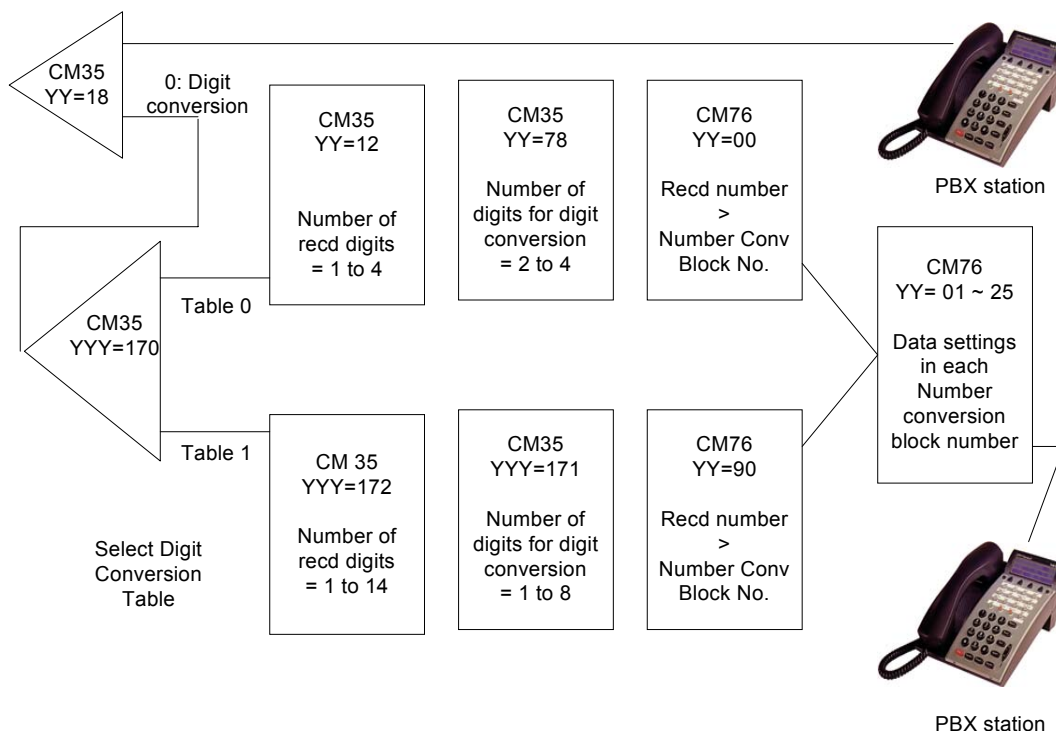 CM35
YY=18
0: Digit
conversion
PBX station
CM35
YY=12
Number of
recd digits
= 1 to 4
CM35
YY=78
Number of
digits for digit
conversion
= 2 to 4
CM76
YY=00
Recd number
>
Number Conv
Block No.
CM35
YYY=170
Table 0
Table 1
CM76
YY= 01 ~ 25
Data settings
in each
Number
conversion
block number
Select Digit
Conversion
Table
CM 35
YYY=172
Number of
recd digits
= 1 to 14
CM35
YYY=171
Number of
digits for digit
conversion
= 1 to 8
CM76
YY=90
Recd number
>
Number Conv
Block No.
PBX station